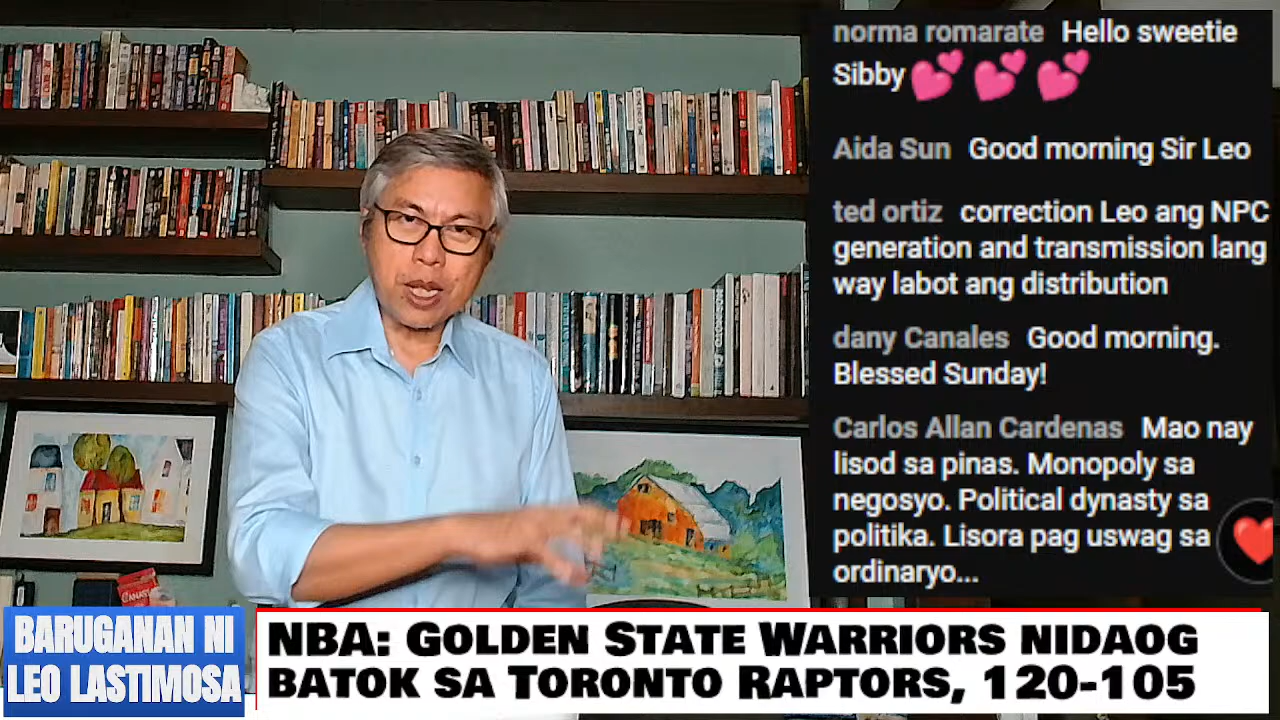 norma romarate Hello sweetie
Sibby💕💕💕
Aida Sun Good morning Sir Leo
ted ortiz correction Leo ang NPC
generation and transmission lang
way labot ang distribution
dany Canales Good morning.
Blessed Sunday!
Carlos Allan Cardenas Mao nay
lisod sa pinas. Monopoly sa
negosyo. Political dynasty sa
politika. Lisora pag uswag sa
ordinaryo...
BARUGANAN NI
LEO LASTIMOSA
NBA: GOLDEN STATE WARRIORS NIDAOG
BATOK SA TORONTO RAPTORS, 120-105